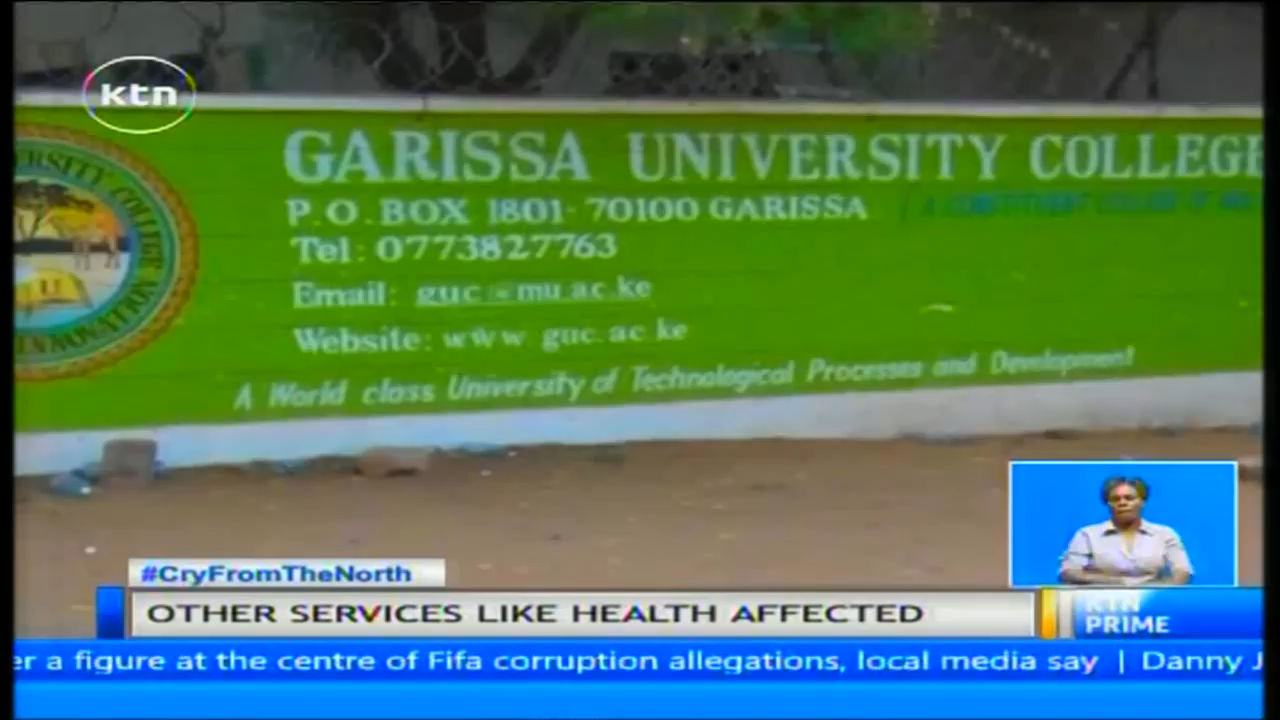 ktn
GARISSA UNIVERSITY COLLEGE
P.O. BOX 1801-70100 GARISSA
Tel: 0773827763
Email: guc@mu.ac.ke
Website: www.guc.ac.ke
A World class University of Technological Processes and Development
#CryFromTheNorth
OTHER SERVICES LIKE HEALTH AFFECTED
KTN
PRIME
er a figure at the centre of Fifa corruption allegations, local media say | Danny J